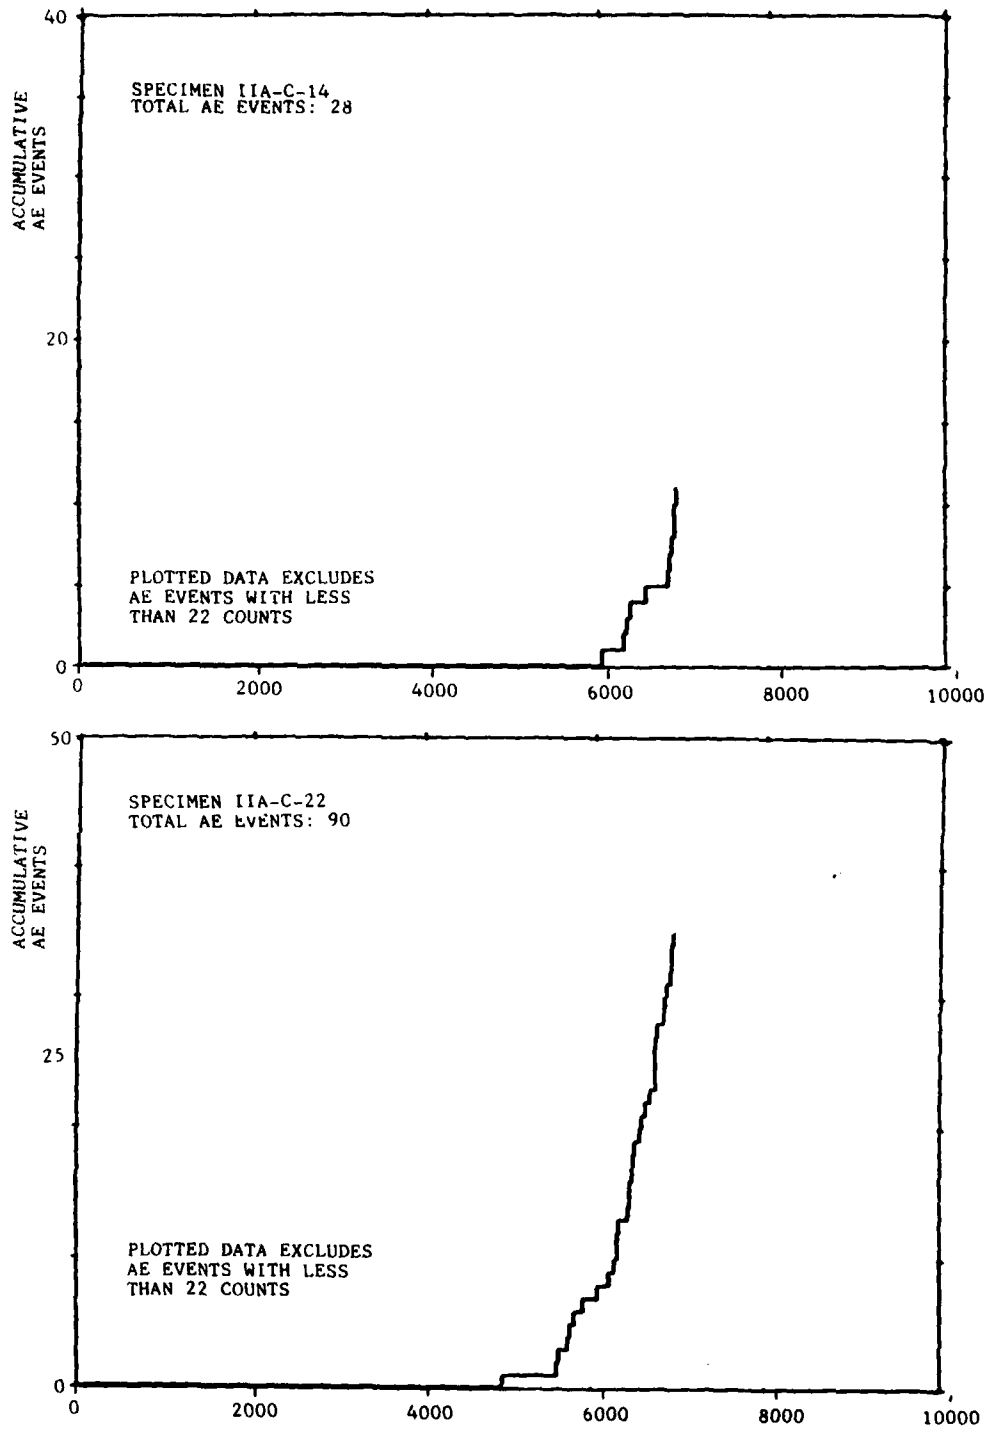 40
SPECIMEN IIA-C-14
TOTAL AE EVENTS: 28
ACCUMULATIVE
AE EVENTS
20
PLOTTED DATA EXCLUDES
AE EVENTS WITH LESS
THAN 22 COUNTS
0
0 2000 4000 6000 8000 10000
50
SPECIMEN IIA-C-22
TOTAL AE EVENTS: 90
ACCUMULATIVE
AE EVENTS
25
PLOTTED DATA EXCLUDES
AE EVENTS WITH LESS
THAN 22 COUNTS
0
0 2000 4000 6000 8000 10000